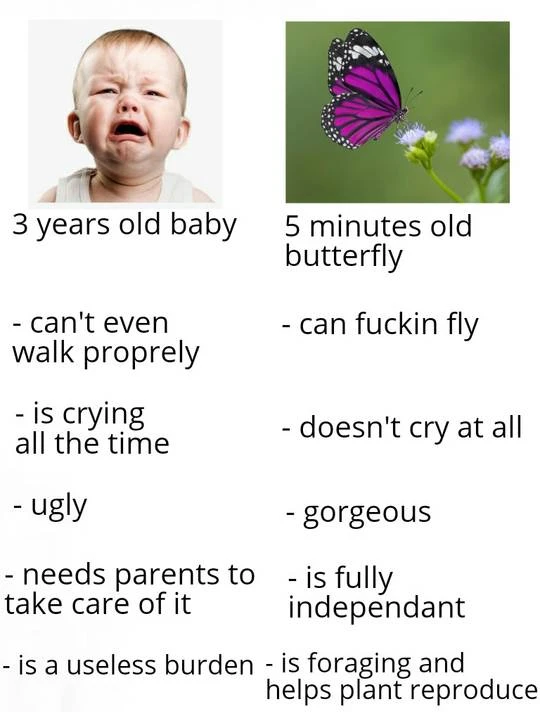 3 years old baby
5 minutes old
butterfly
- can't even
walk proprely
- can fuckin fly
- is crying
all the time
- doesn't cry at all
- ugly
- gorgeous
- needs parents to
take care of it
- is fully
independant
- is a useless burden
- is foraging and
helps plant reproduce